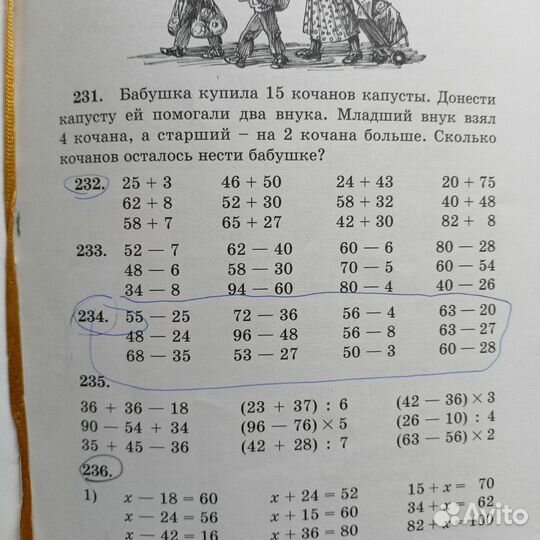 231. Бабушка купила 15 кочанов капусты. Донести
капусту ей помогали два внука. Младший внук взял
4 кочана, а старший – на 2 кочана больше. Сколько
кочанов осталось нести бабушке?
232. 25 + 3 46 + 50 24 + 43 20 + 75
62 + 8 52 + 30 58 + 32 40 + 48
58 + 7 65 + 27 42 + 30 82 + 8
233. 52 — 7 62 — 40 60 — 6 80 — 28
48 — 6 58 — 30 70 — 5 60 — 54
34 — 8 94 — 60 80 — 4 40 — 26
234. 55 — 25 72 — 36 56 — 4 63 — 20
48 — 24 96 — 48 56 — 8 63 — 27
68 — 35 53 — 27 50 — 3 60 — 28
235.
36 + 36 — 18 (23 + 37) : 6 (42 — 36) × 3
90 — 54 + 34 (96 — 76) × 5 (26 — 10) : 4
35 + 45 — 36 (42 + 28) : 7 (63 — 56) × 2
236.
1) x — 18 = 60 x + 24 = 52 15 + x = 70
x — 24 = 56 x + 15 = 60 34 + x = 62
x — 42 = 16 x + 36 = 80 82 + x = 100
Avito